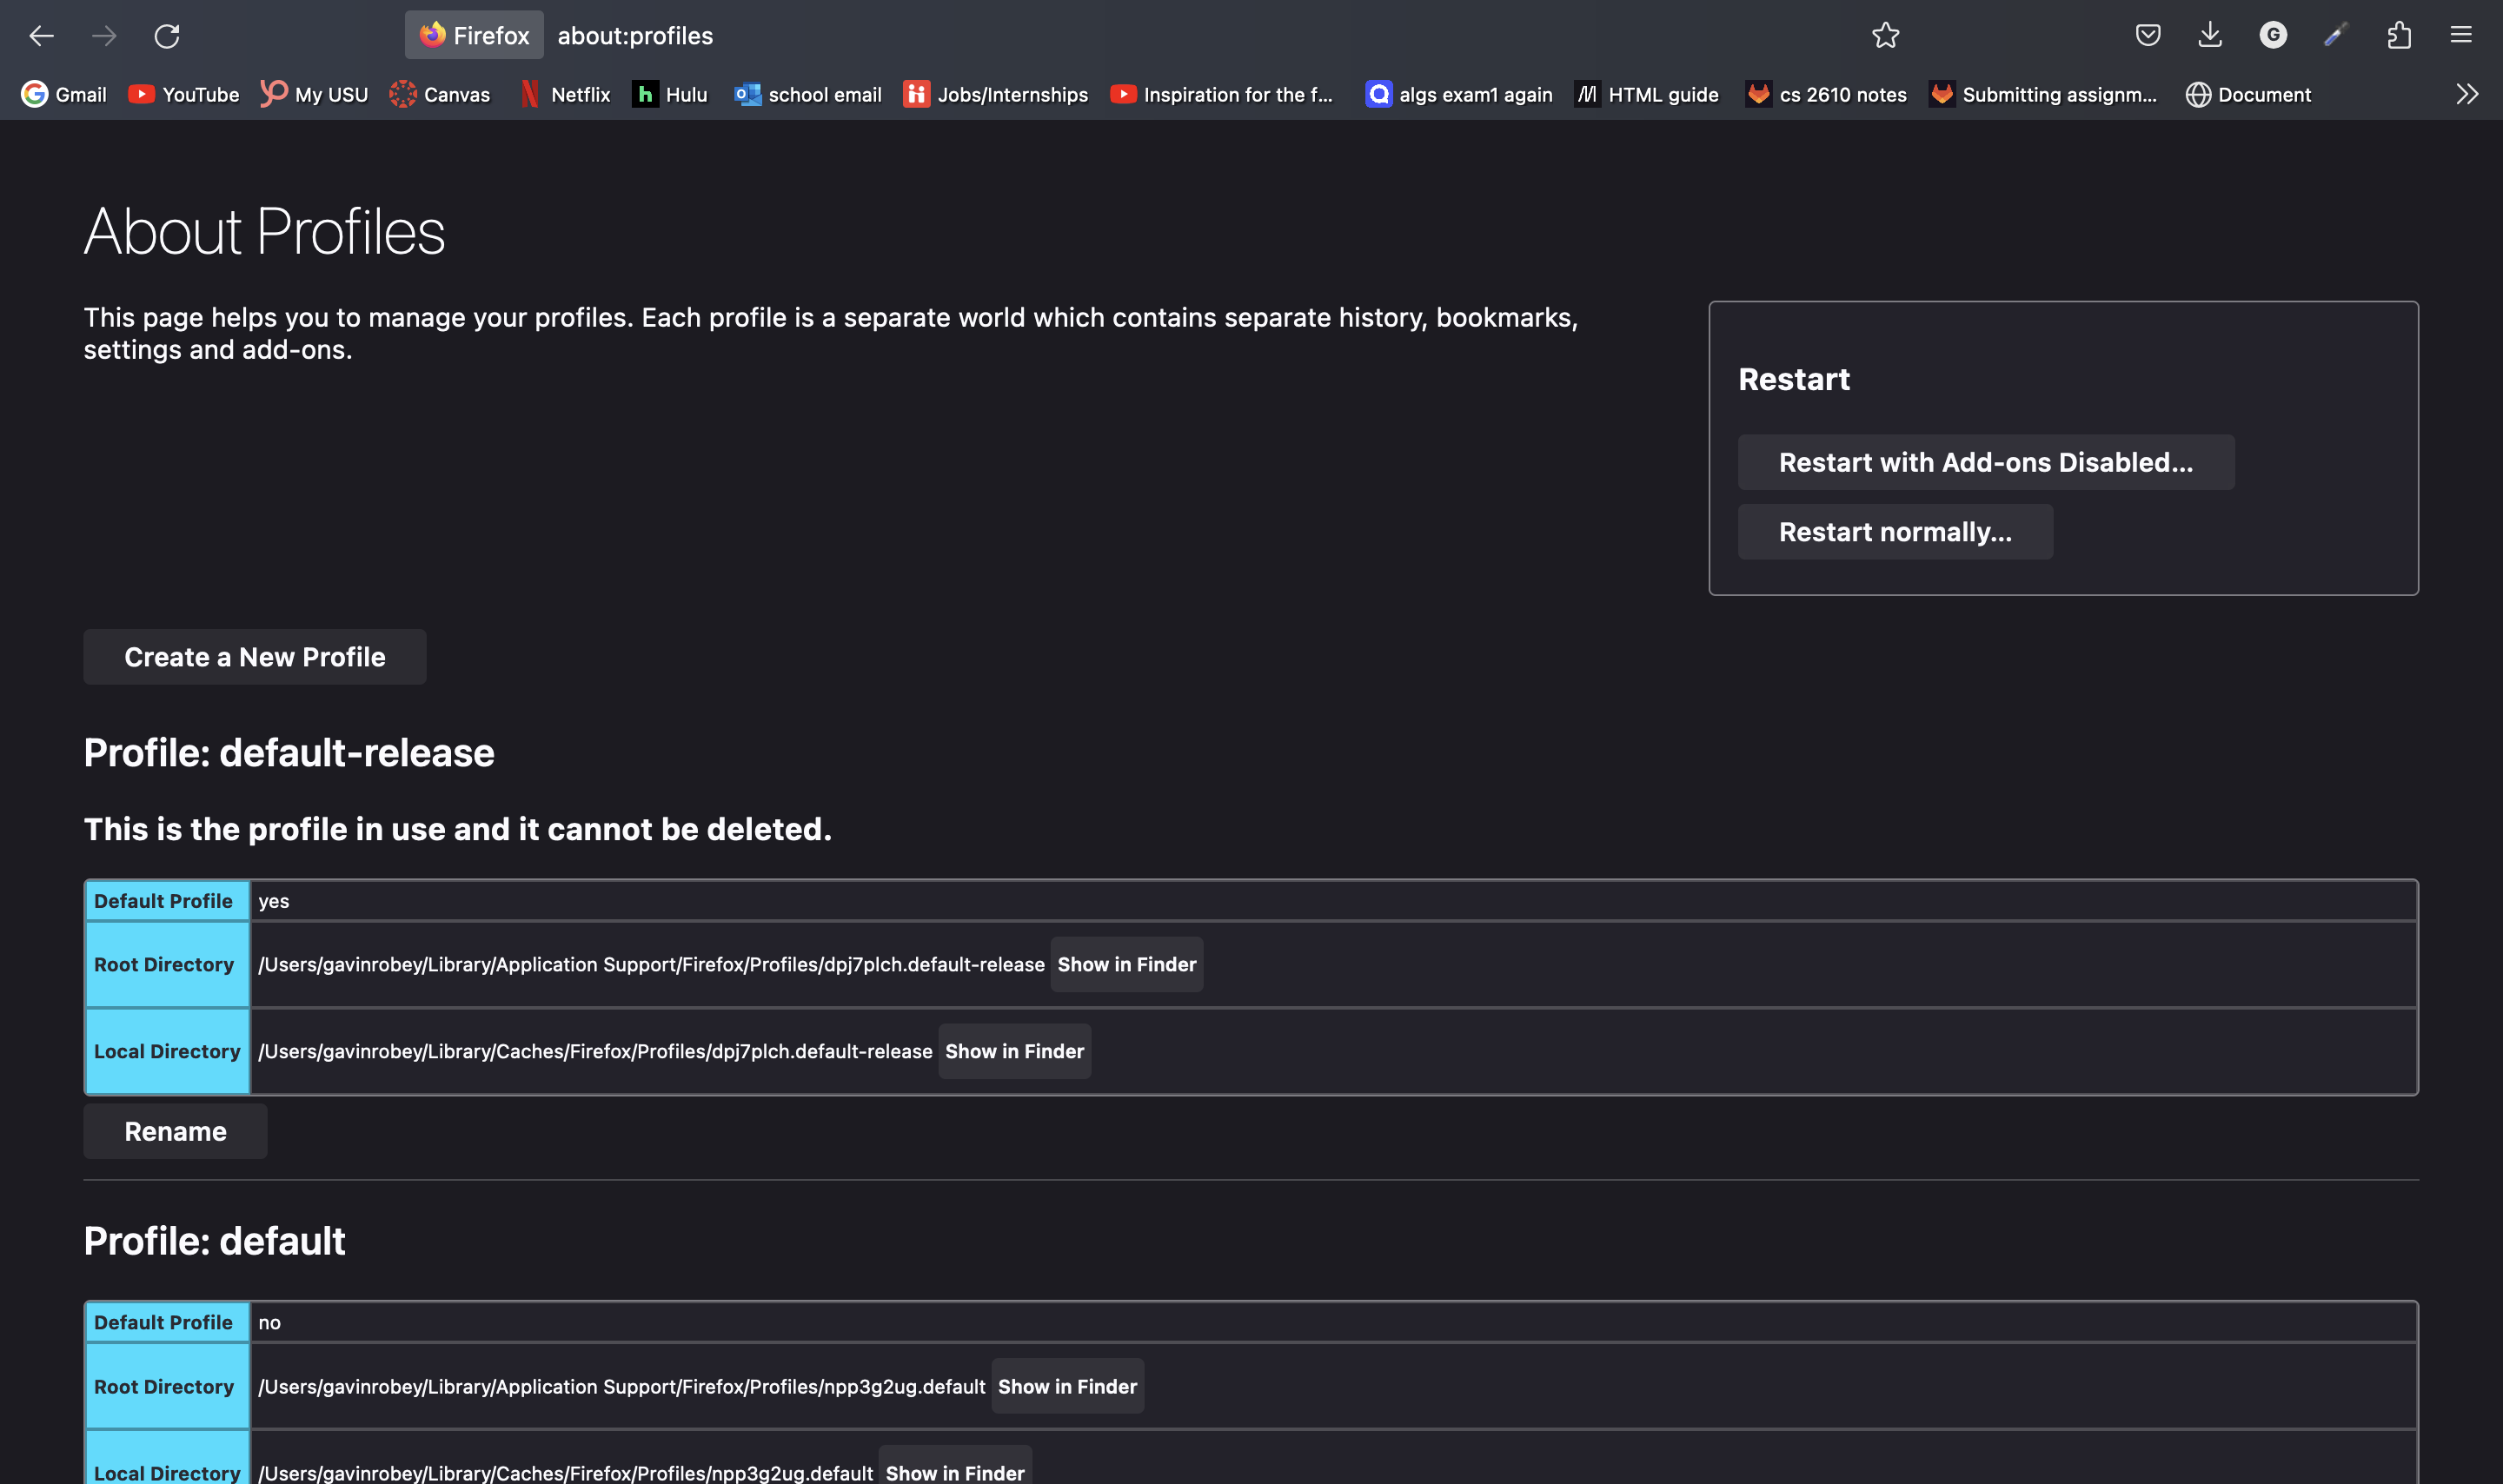 Firefox about:profiles
Gmail YouTube My USU Canvas Netflix Hulu school email Jobs/Internships Inspiration for the f... algs exam1 again HTML guide cs 2610 notes Submitting assignm... Document
About Profiles
This page helps you to manage your profiles. Each profile is a separate world which contains separate history, bookmarks,
settings and add-ons.
Restart
Restart with Add-ons Disabled...
Restart normally...
Create a New Profile
Profile: default-release
This is the profile in use and it cannot be deleted.
Default Profile yes
Root Directory /Users/gavinrobey/Library/Application Support/Firefox/Profiles/dpj7plch.default-release Show in Finder
Local Directory /Users/gavinrobey/Library/Caches/Firefox/Profiles/dpj7plch.default-release Show in Finder
Rename
Profile: default
Default Profile no
Root Directory /Users/gavinrobey/Library/Application Support/Firefox/Profiles/npp3g2ug.default Show in Finder
Local Directory /Users/gavinrobey/Library/Caches/Firefox/Profiles/npp3g2ug.default Show in Finder